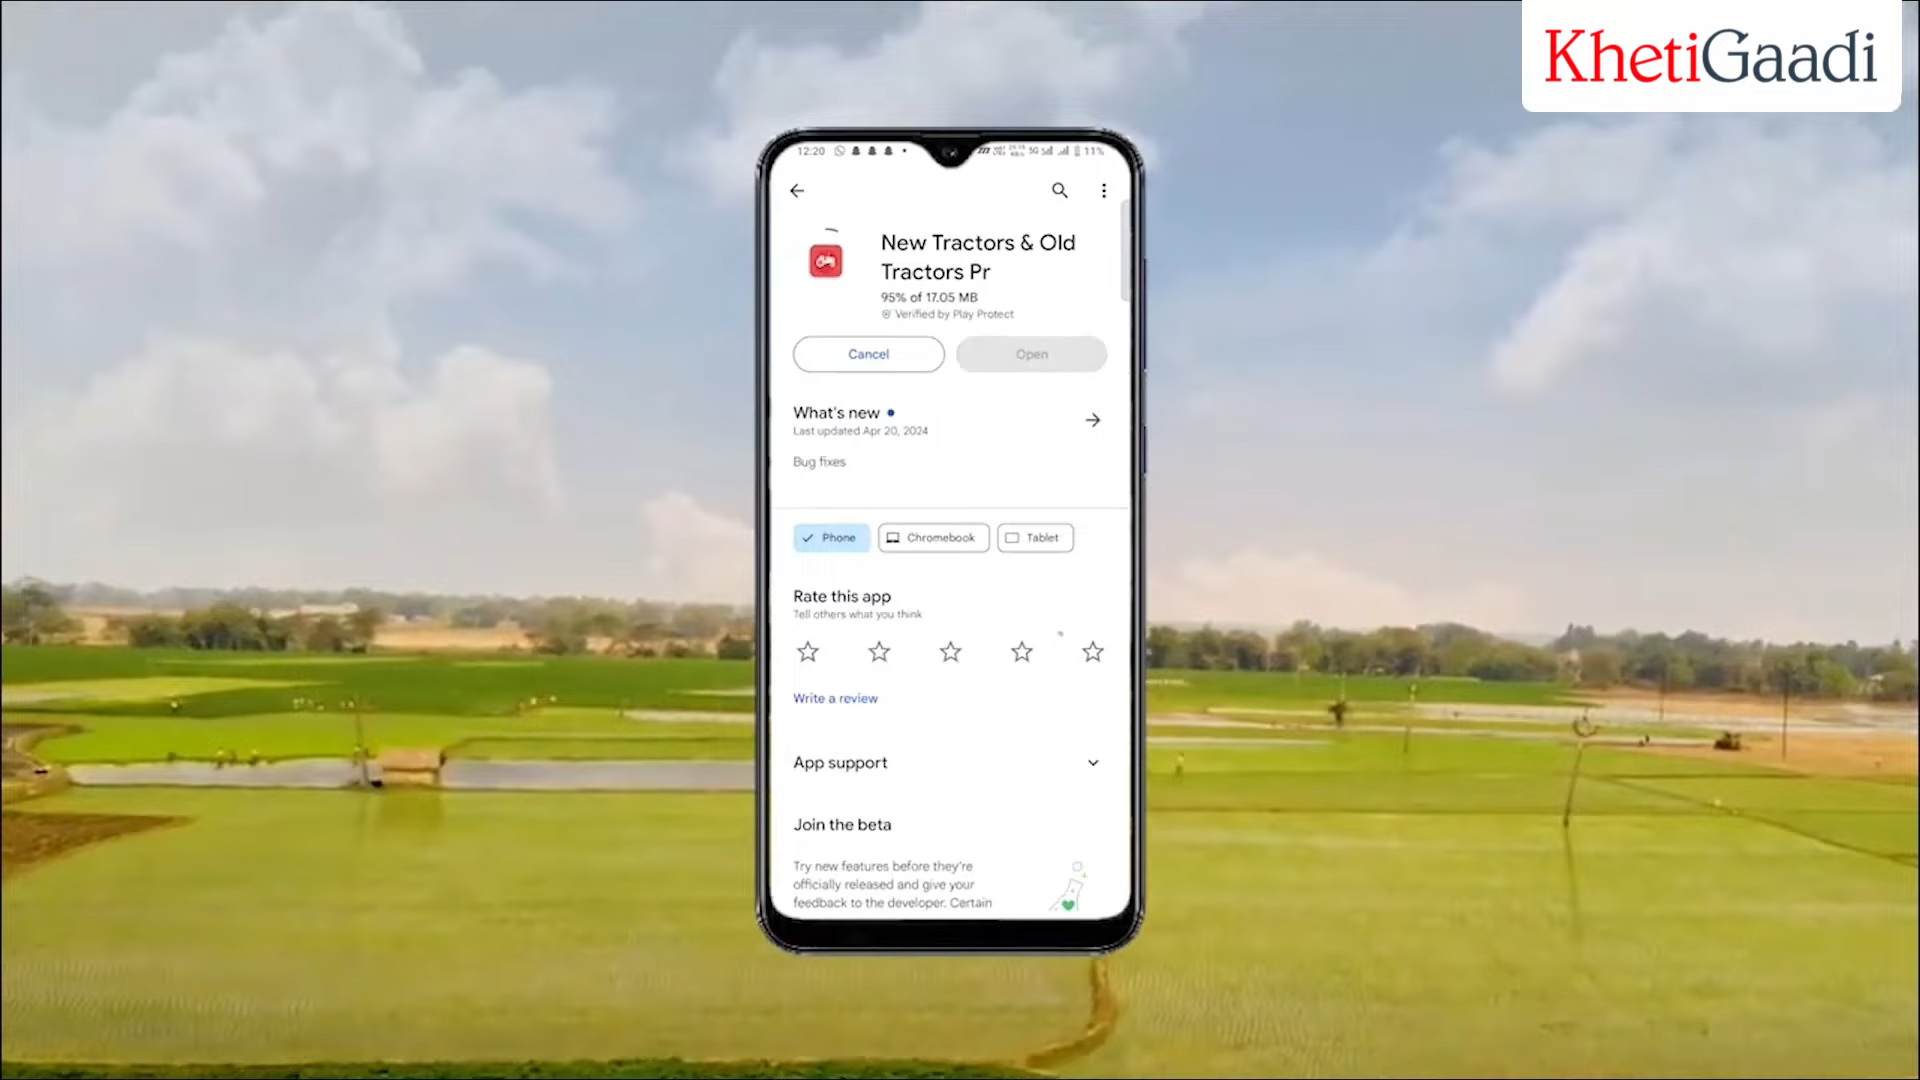 KhetiGaadi
12:20
5G
11%
New Tractors & Old
Tractors Pr
95% of 17.05 MB
Verified by Play Protect
Cancel
Open
What's new
Last updated Apr 20, 2024
Bug fixes
Phone
Chromebook
Tablet
Rate this app
Tell others what you think
Write a review
App support
Join the beta
Try new features before they're
officially released and give your
feedback to the developer. Certain